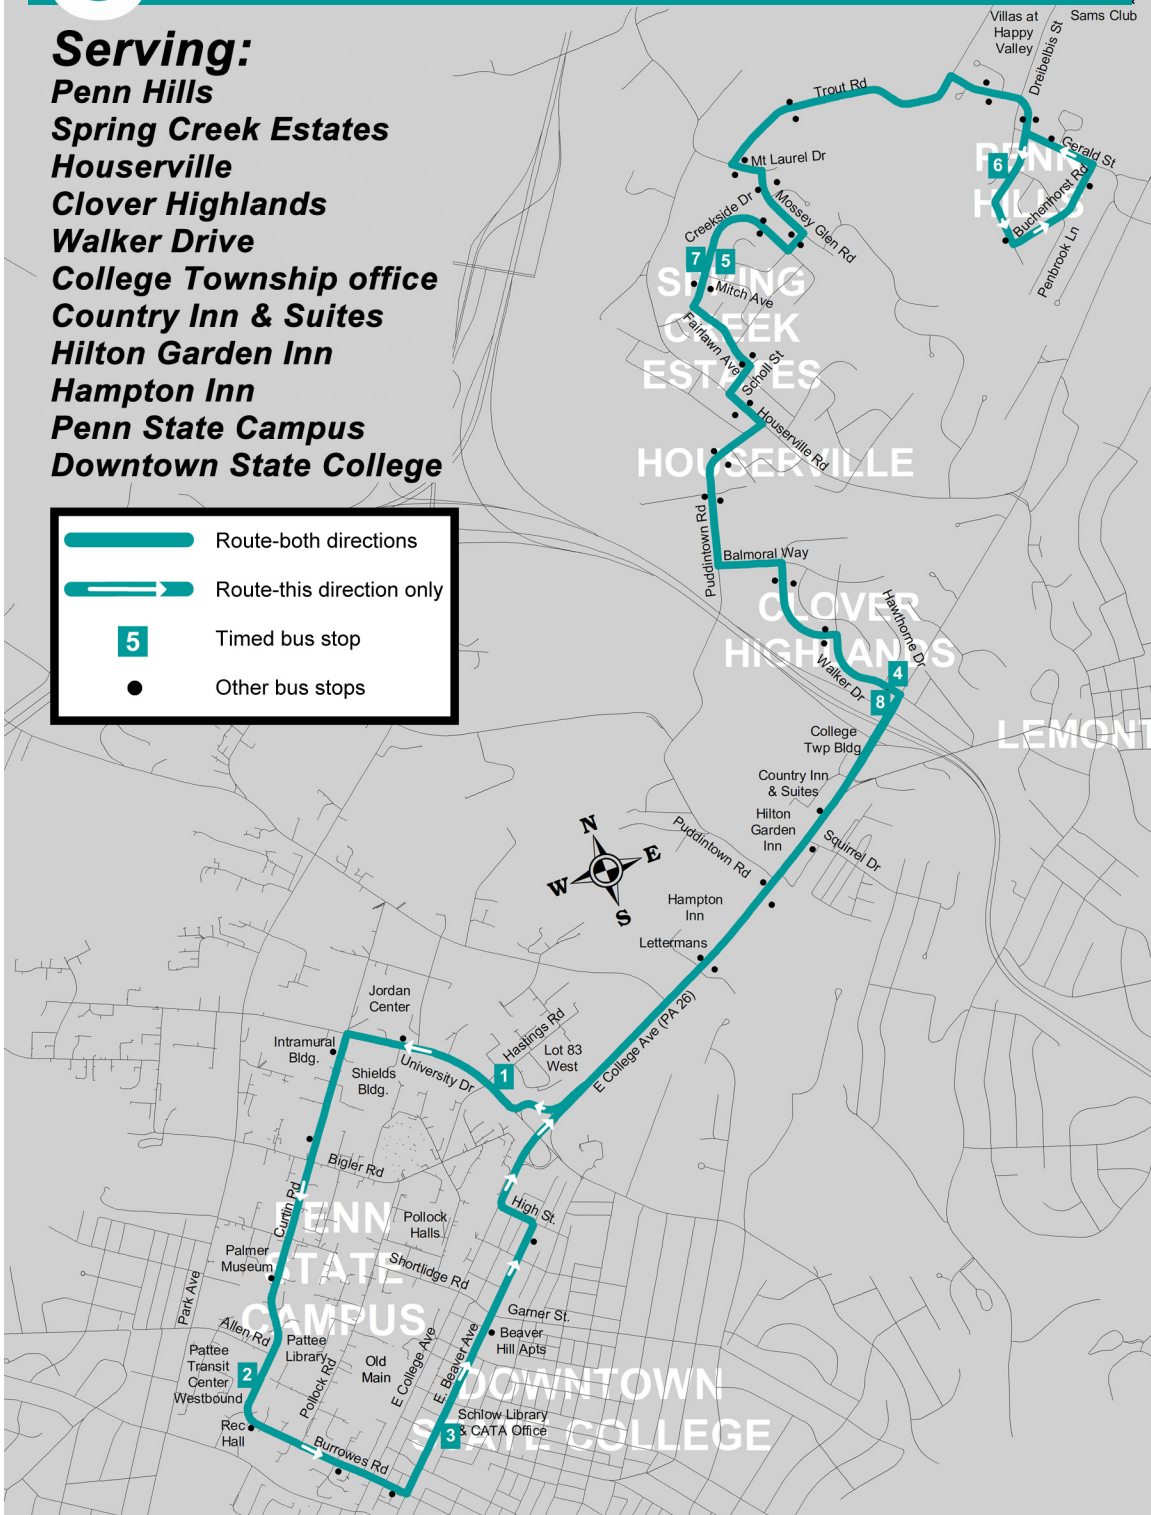 Serving:
Penn Hills
Spring Creek Estates
Houserville
Clover Highlands
Walker Drive
College Township office
Country Inn & Suites
Hilton Garden Inn
Hampton Inn
Penn State Campus
Downtown State College
Route-both directions
Route-this direction only
5
Timed bus stop
Other bus stops
Villas at
Happy
Valley
Sams Club
Dreibelbis St
Trout Rd
Gerald St
PENN
HILLS
6
Buchenhorst Rd
Penbrook Ln
Mt Laurel Dr
Mossey Glen Rd
Creekside Dr
7
5
SPRING
CREEK
ESTATES
Mitch Ave
Fairlawn Ave
Scholl St
Houserville Rd
HOUSERVILLE
Puddintown Rd
Balmoral Way
CLOVER
HIGHLANDS
Hawthorne Dr
Walker Dr
4
8
LEMONT
College
Twp Bldg
Country Inn
& Suites
Hilton
Garden
Inn
Squirrel Dr
Puddintown Rd
N
E
W
S
Hampton
Inn
Lettermans
E College Ave (PA 26)
Jordan
Center
Intramural
Bldg.
Shields
Bldg.
University Dr
Hastings Rd
Lot 83
West
1
Bigler Rd
Curtin Rd
PENN
STATE
CAMPUS
Pollock
Halls
High St.
Palmer
Museum
Shortlidge Rd
Park Ave
Allen Rd
Pattee
Library
Pattee
Transit
Center
Westbound
2
Pollock Rd
Old
Main
E College Ave
E. Beaver Ave
Garner St.
Beaver
Hill Apts
DOWNTOWN
STATE COLLEGE
Schlow Library
& CATA Office
3
Rec
Hall
Burrowes Rd